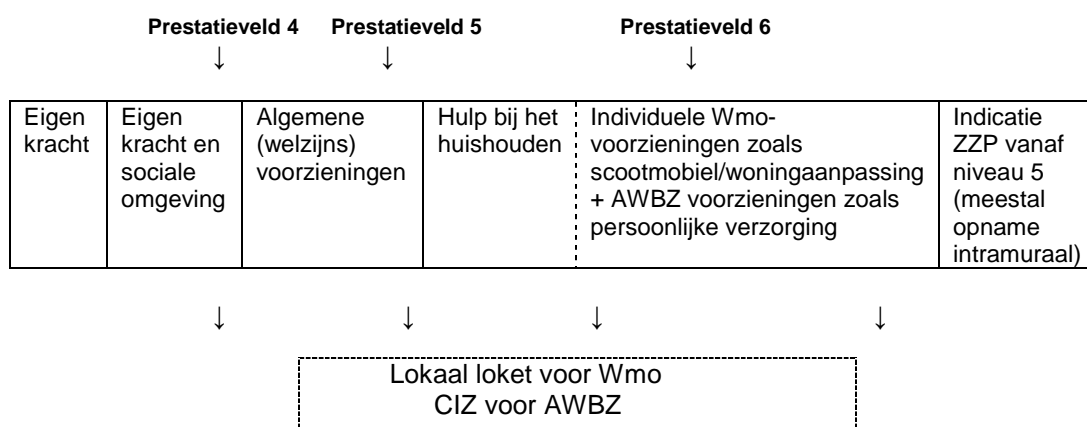 Prestatieveld 4 Prestatieveld 5 Prestatieveld 6
↓ ↓ ↓
Eigen
kracht
Eigen
kracht en
sociale
omgeving
Algemene
(welzijns)
voorzieningen
Hulp bij het
huishouden
Individuele Wmo-
voorzieningen zoals
scootmobiel/woningaanpassing
+ AWBZ voorzieningen zoals
persoonlijke verzorging
Indicatie
ZZP vanaf
niveau 5
(meestal
opname
intramuraal)
↓ ↓ ↓ ↓
Lokaal loket voor Wmo
CIZ voor AWBZ